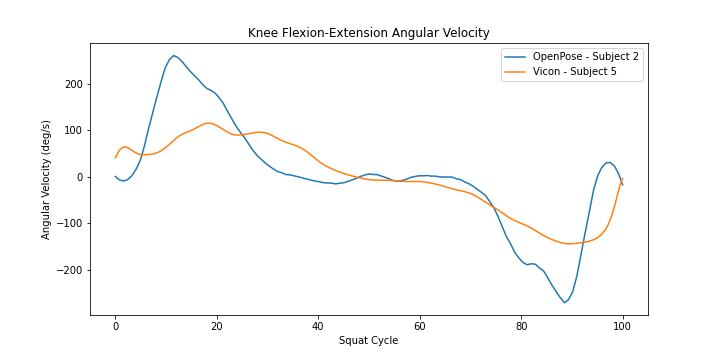 Knee Flexion-Extension Angular Velocity
OpenPose - Subject 2
Vicon - Subject 5
Angular Velocity (deg/s)
200
100
0
−100
−200
0 20 40 60 80 100
Squat Cycle